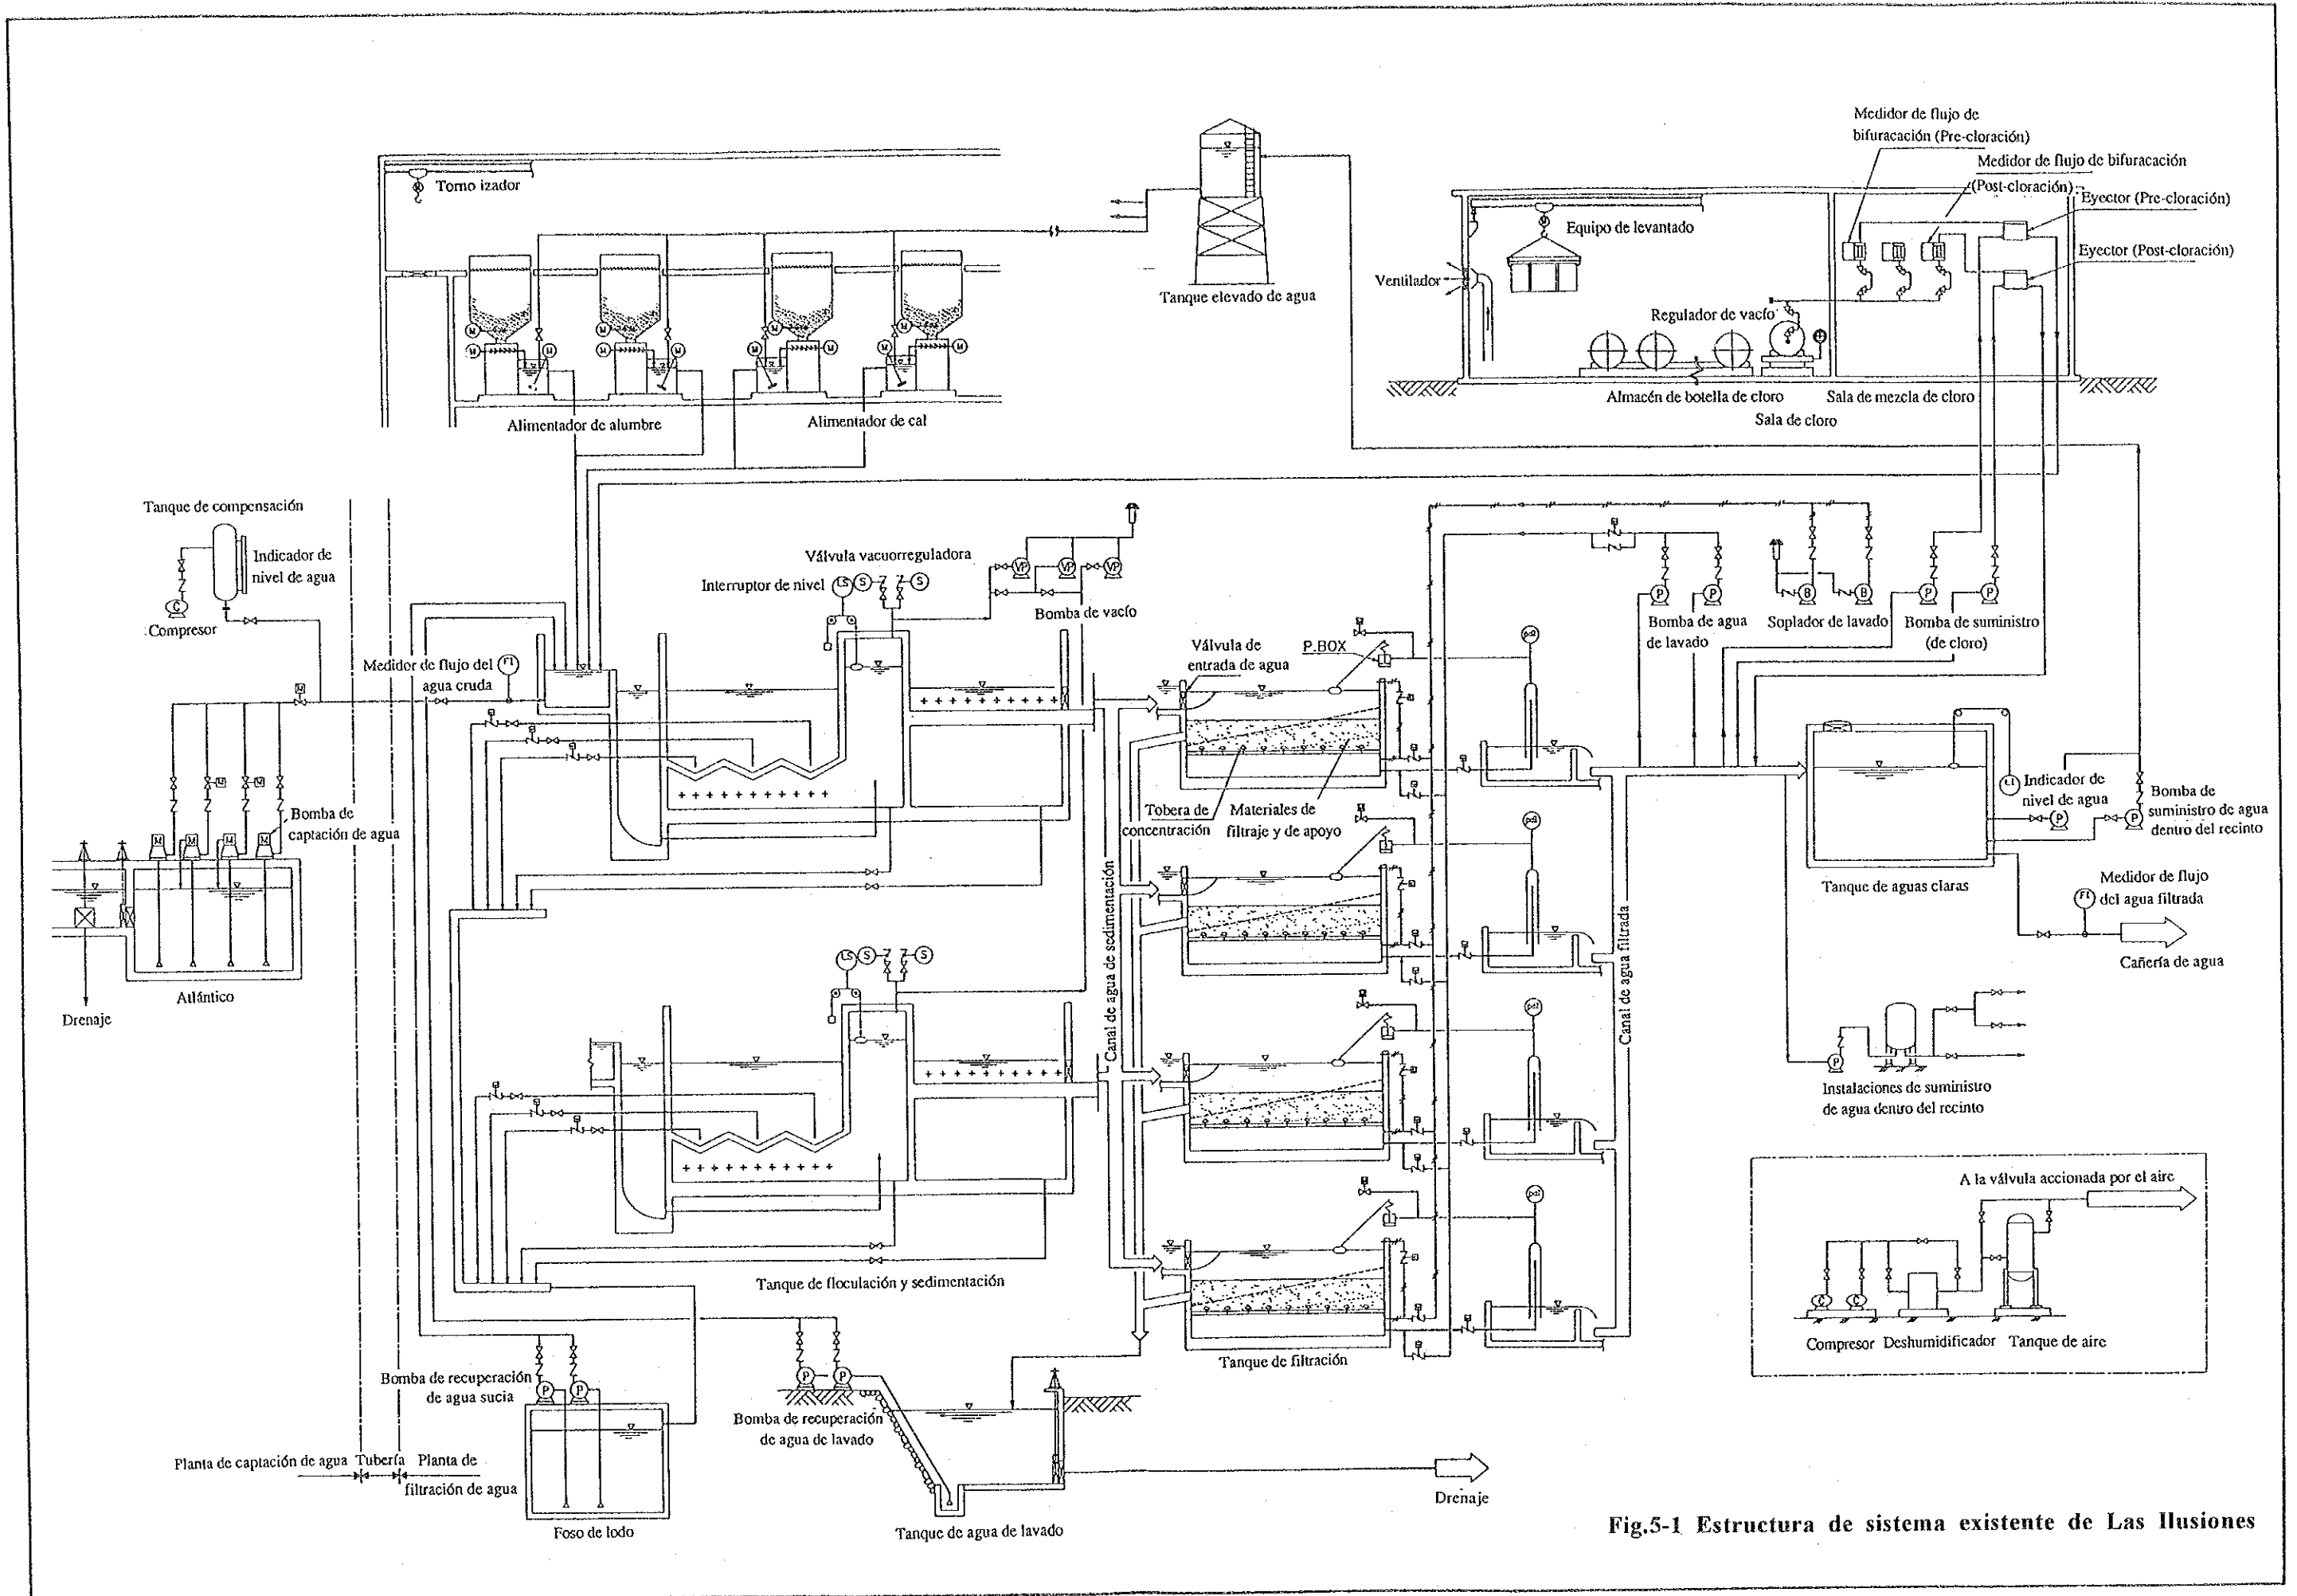 Medidor de flujo de
bifuracación (Pre-cloración)
Medidor de flujo de bifuracación
(Post-cloración)
Eyector (Pre-cloración)
Eyector (Post-cloración)
Torno izador
Equipo de levantado
Ventilador
Tanque elevado de agua
Regulador de vacío
M
M
M
M
M
M
M
M
M
M
M
M
Almacén de botella de cloro
Sala de mezcla de cloro
Sala de cloro
Alimentador de alumbre
Alimentador de cal
Tanque de compensación
Indicador de
nivel de agua
C
Compresor
Válvula vacuorreguladora
Interruptor de nivel
LS
S
S
VP
VP
VP
Bomba de vacío
P
P
B
B
P
P
Bomba de agua
de lavado
Soplador de lavado
Bomba de suministro
(de cloro)
Medidor de flujo del
agua cruda
FI
M
Válvula de
entrada de agua
P.BOX
Tobera de
concentración
Materiales de
filtraje y de apoyo
M
M
M
M
M
M
Bomba de
captación de agua
Atlántico
Drenaje
LI
Indicador de
nivel de agua
P
P
Bomba de
suministro de agua
dentro del recinto
Tanque de aguas claras
Medidor de flujo
del agua filtrada
FI
Cañería de agua
Canal de agua de sedimentación
Canal de agua filtrada
LS
S
S
P
Instalaciones de suministro
de agua dentro del recinto
A la válvula accionada por el aire
C
C
Compresor
Deshumidificador
Tanque de aire
Tanque de floculación y sedimentación
Tanque de filtración
Bomba de recuperación
de agua sucia
P
P
P
P
Bomba de recuperación
de agua de lavado
Planta de captación de agua
Tubería
Planta de
filtración de agua
Foso de lodo
Tanque de agua de lavado
Drenaje
Fig.5-1 Estructura de sistema existente de Las Ilusiones